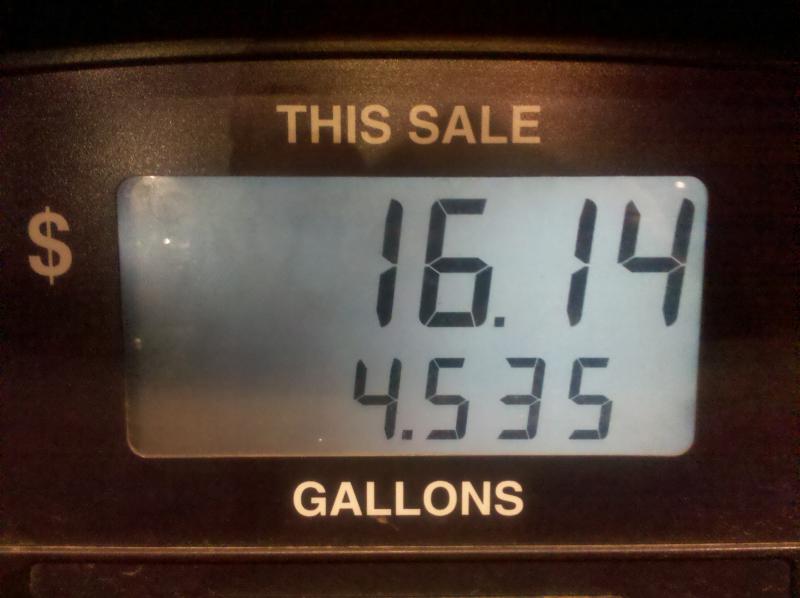 THIS SALE
$ 16.14
4.535
GALLONS